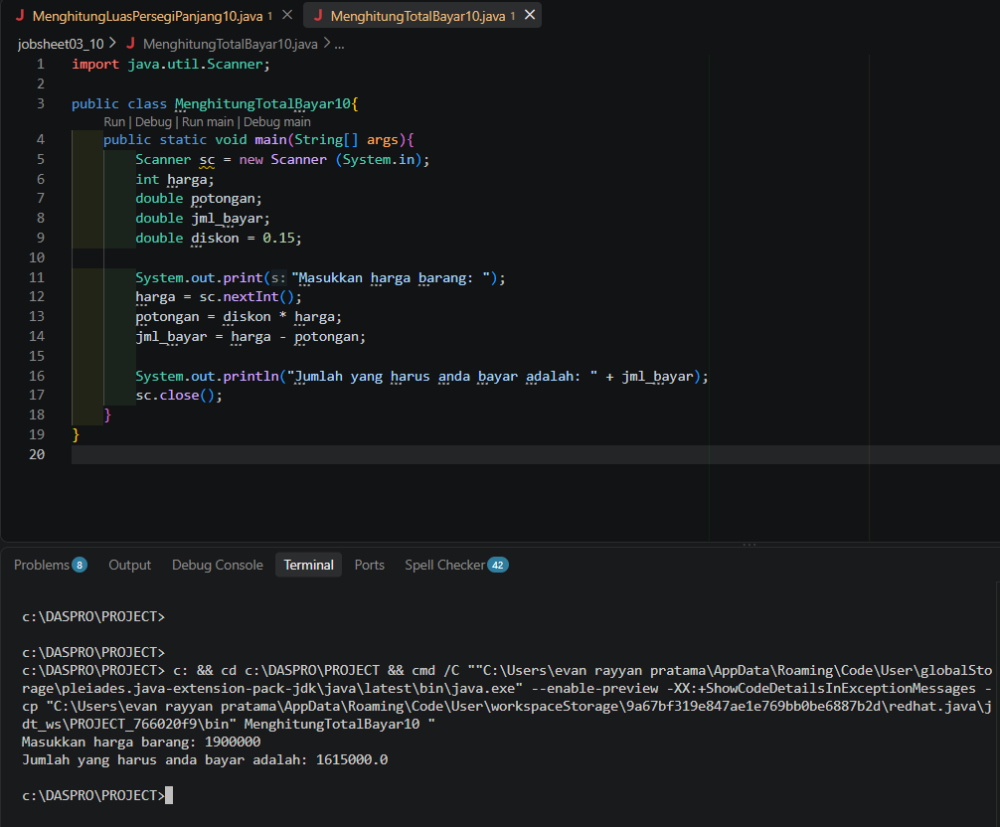 J MenghitungLuasPersegiPanjang10.java 1 × J MenghitungTotalBayar10.java 1 ×
jobsheet03_10 > J MenghitungTotalBayar10.java > ...
1 import java.util.Scanner;
2
3 public class MenghitungTotalBayar10{
Run | Debug | Run main | Debug main
4 public static void main(String[] args){
5 Scanner sc = new Scanner (System.in);
6 int harga;
7 double potongan;
8 double jml_bayar;
9 double diskon = 0.15;
10
11 System.out.print(s: "Masukkan harga barang: ");
12 harga = sc.nextInt();
13 potongan = diskon * harga;
14 jml_bayar = harga - potongan;
15
16 System.out.println("Jumlah yang harus anda bayar adalah: " + jml_bayar);
17 sc.close();
18 }
19 }
20
Problems 8 Output Debug Console Terminal Ports Spell Checker 42
c:\DASPRO\PROJECT>
c:\DASPRO\PROJECT>
c:\DASPRO\PROJECT> c: && cd c:\DASPRO\PROJECT && cmd /C ""C:\Users\evan rayyan pratama\AppData\Roaming\Code\User\globalSto
rage\pleiades.java-extension-pack-jdk\java\latest\bin\java.exe" --enable-preview -XX:+ShowCodeDetailsInExceptionMessages -
cp "C:\Users\evan rayyan pratama\AppData\Roaming\Code\User\workspaceStorage\9a67bf319e847ae1e769bb0be6887b2d\redhat.java\j
dt_ws\PROJECT_766020f9\bin" MenghitungTotalBayar10 "
Masukkan harga barang: 1900000
Jumlah yang harus anda bayar adalah: 1615000.0
c:\DASPRO\PROJECT>